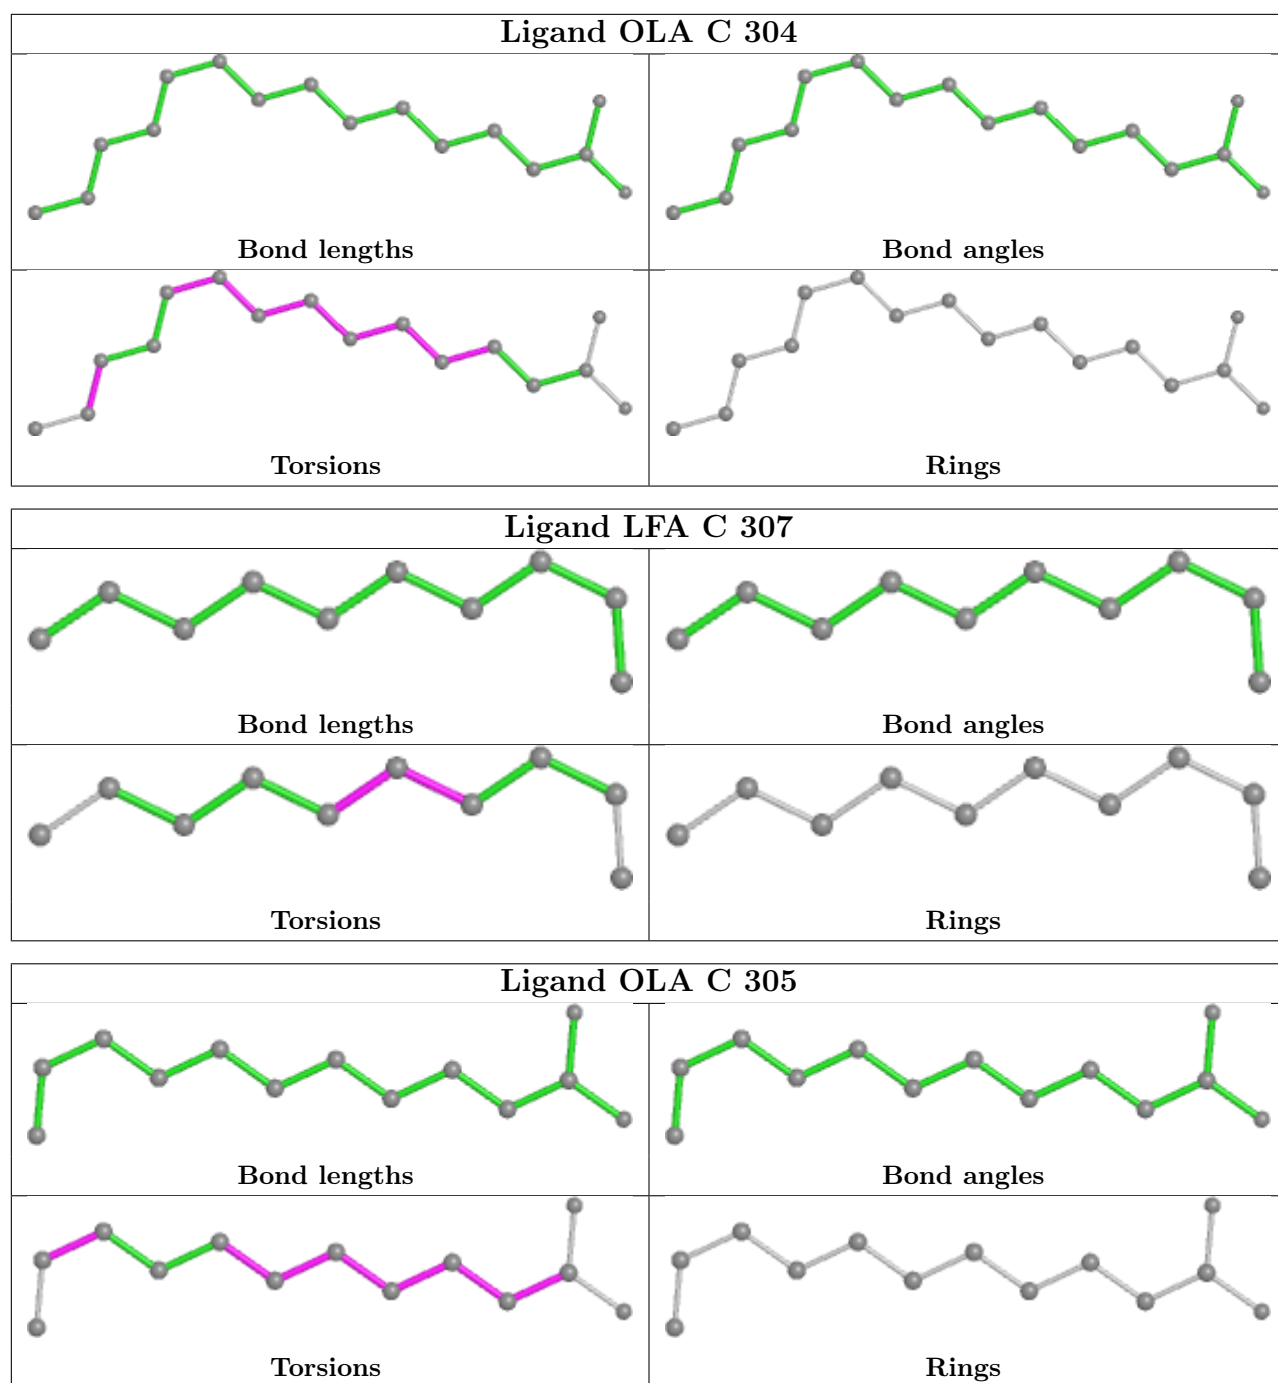 Ligand OLA C 304
Bond lengths Bond angles
Torsions Rings
Ligand LFA C 307
Bond lengths Bond angles
Torsions Rings
Ligand OLA C 305
Bond lengths Bond angles
Torsions Rings